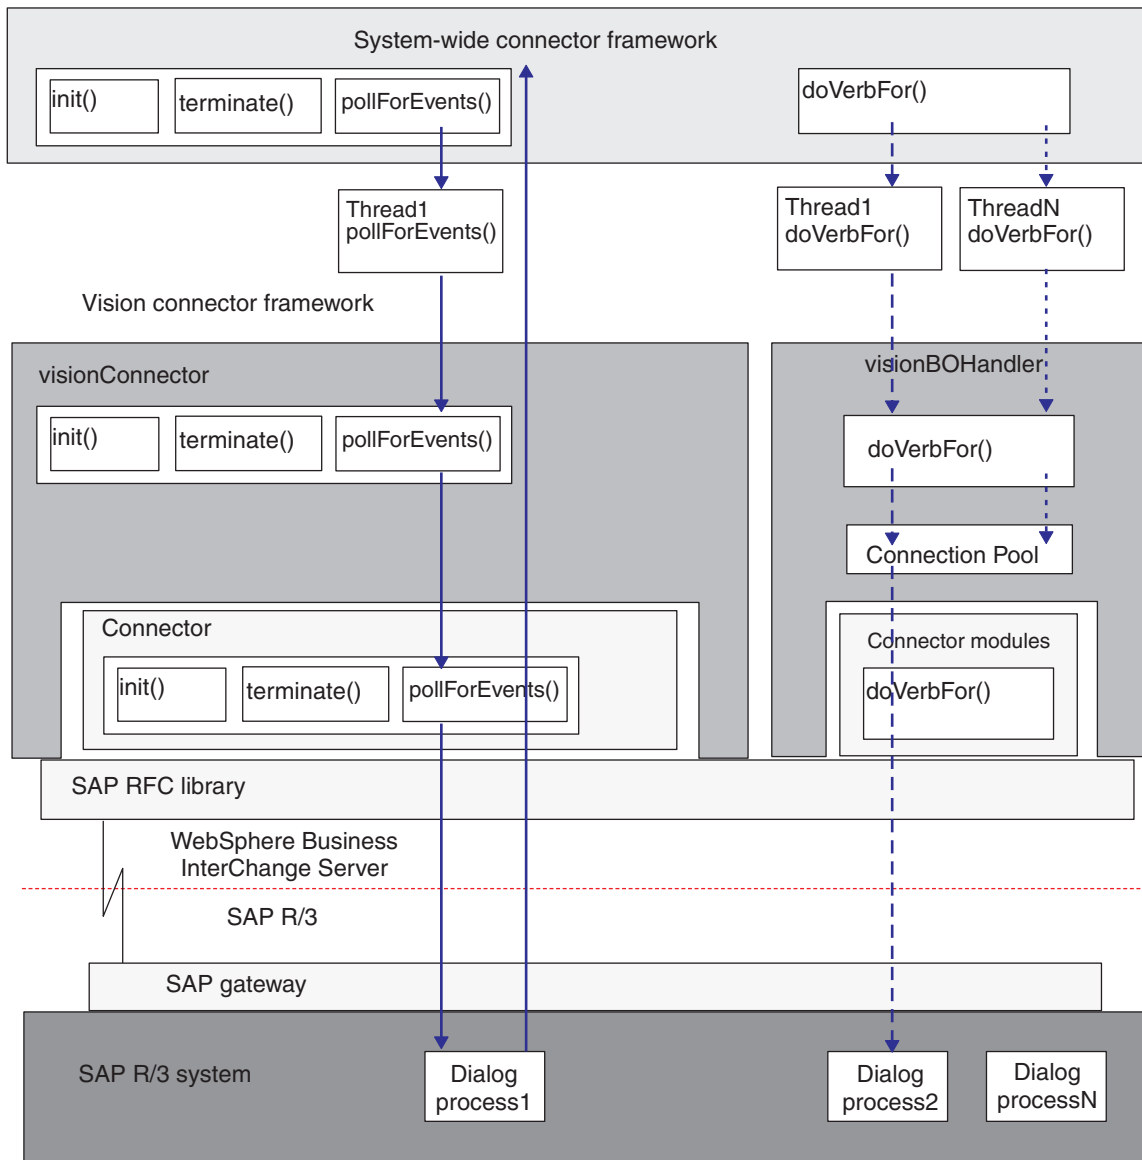 System-wide connector framework
init()
terminate()
pollForEvents()
doVerbFor()
Thread1
pollForEvents()
Thread1
doVerbFor()
ThreadN
doVerbFor()
Vision connector framework
visionConnector
visionBOHandler
init()
terminate()
pollForEvents()
doVerbFor()
Connection Pool
Connector
Connector modules
init()
terminate()
pollForEvents()
doVerbFor()
SAP RFC library
WebSphere Business
InterChange Server
SAP R/3
SAP gateway
SAP R/3 system
Dialog
process1
Dialog
process2
Dialog
processN